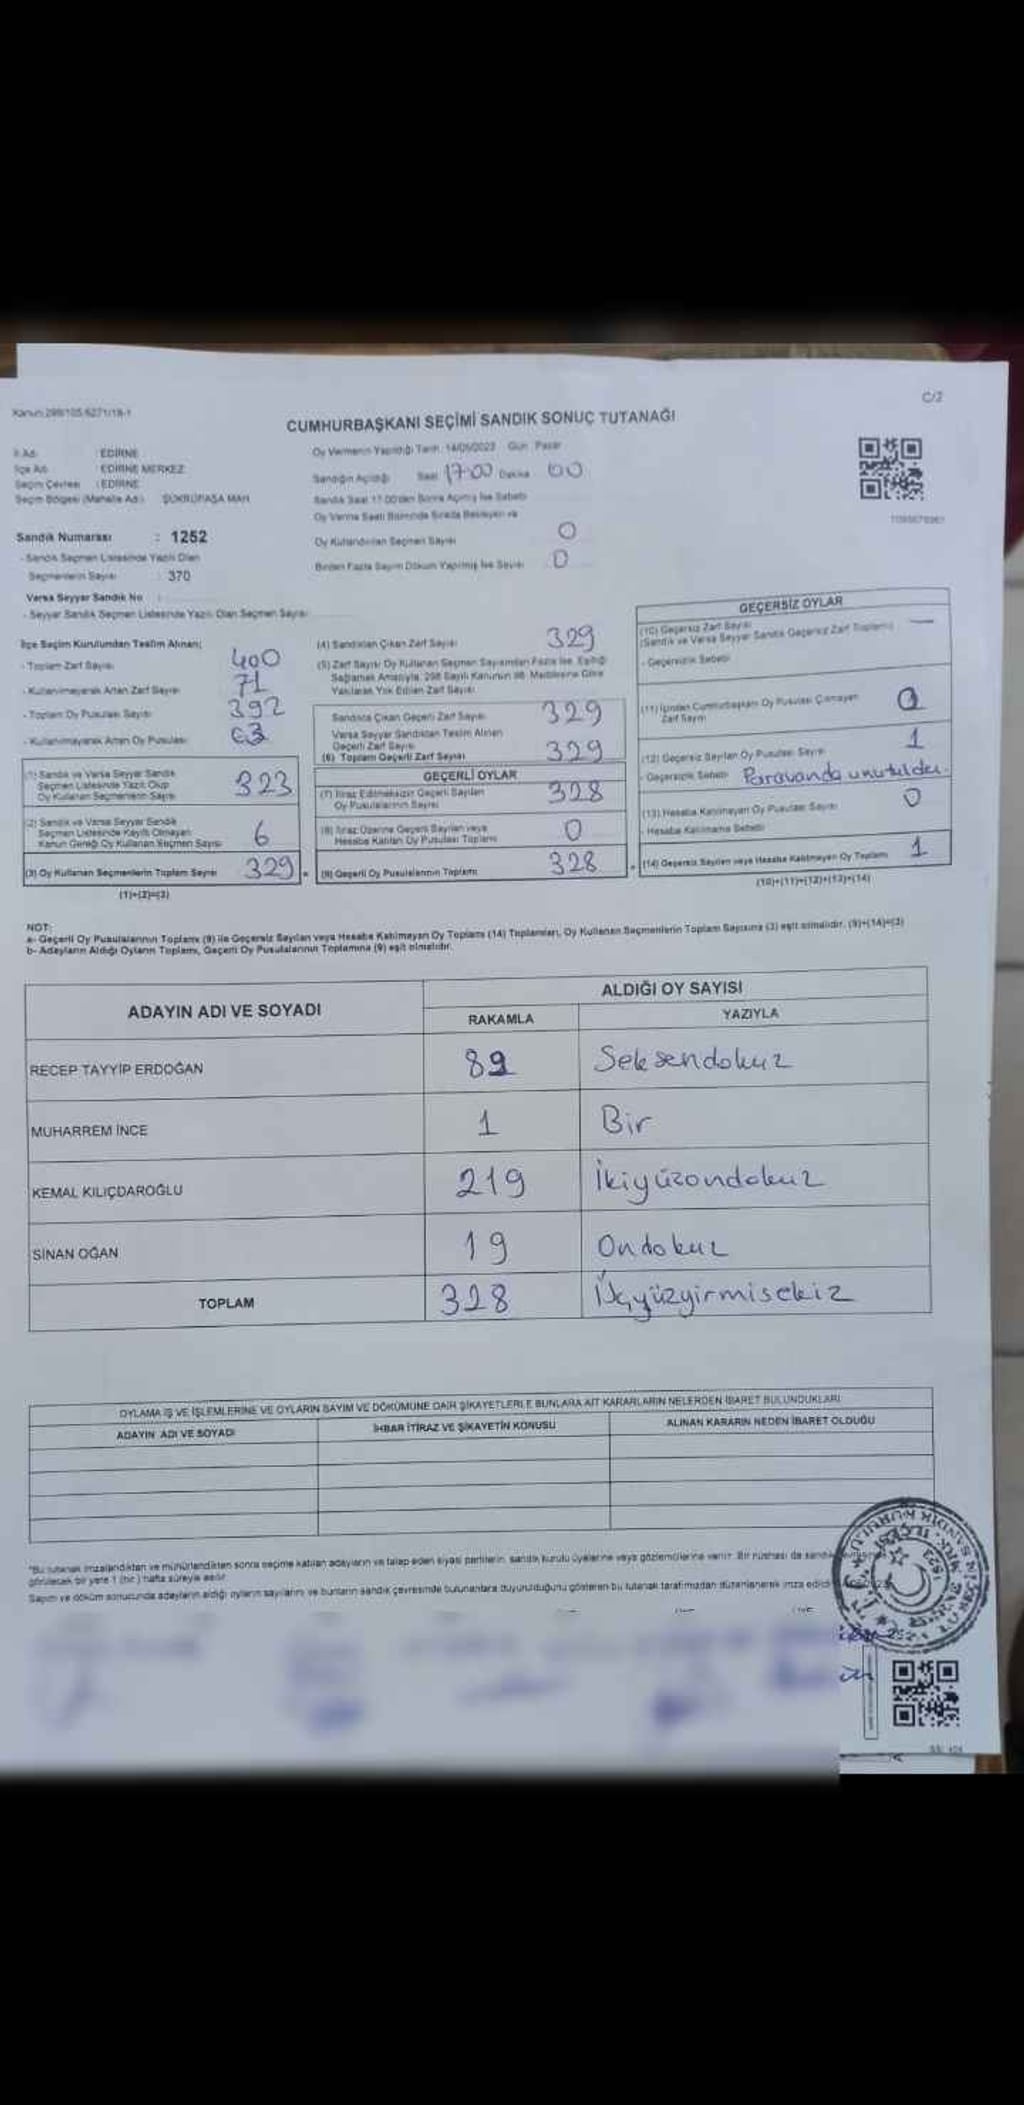 Kanun:298/105 6271/18-1
C/2
CUMHURBAŞKANI SEÇİMİ SANDIK SONUÇ TUTANAĞI
İl Adı : EDİRNE
İlçe Adı : EDİRNE MERKEZ
Seçim Çevresi : EDİRNE
Seçim Bölgesi (Mahalle Adı) : ŞÜKRÜPAŞA MAH
Oy Vermenin Yapıldığı Tarih: 14/05/2023 Gün: Pazar
Sandığın Açıldığı Saat 17:00 Dakika 00
Sandık Saat 17.00'den Sonra Açılmış İse Sebebi
Oy Verme Saati Bitiminde Sırada Bekleyen ve
Oy Kullandırılan Seçmen Sayısı 0
Birden Fazla Sayım Döküm Yapılmış İse Sayısı 0
Sandık Numarası : 1252
- Sandık Seçmen Listesinde Yazılı Olan
Seçmenlerin Sayısı : 370
Varsa Seyyar Sandık No :
- Seyyar Sandık Seçmen Listesinde Yazılı Olan Seçmen Sayısı
İlçe Seçim Kurulundan Teslim Alınan;
- Toplam Zarf Sayısı 400
- Kullanılmayarak Artan Zarf Sayısı 71
- Toplam Oy Pusulası Sayısı 392
- Kullanılmayarak Artan Oy Pusulası 63
(1) Sandık ve Varsa Seyyar Sandık
Seçmen Listesinde Yazılı Olup
Oy Kullanan Seçmenlerin Sayısı 323
(2) Sandık ve Varsa Seyyar Sandık
Seçmen Listesinde Kayıtlı Olmayan
Kanun Gereği Oy Kullanan Seçmen Sayısı 6
(3) Oy Kullanan Seçmenlerin Toplam Sayısı 329
(1)+(2)=(3)
(4) Sandıktan Çıkan Zarf Sayısı 329
(5) Zarf Sayısı Oy Kullanan Seçmen Sayısından Fazla İse, Eşitliği
Sağlamak Amacıyla, 298 Sayılı Kanunun 98. Maddesine Göre
Yakılarak Yok Edilen Zarf Sayısı
Sandıkta Çıkan Geçerli Zarf Sayısı 329
Varsa Seyyar Sandıktan Teslim Alınan
Geçerli Zarf Sayısı
(6) Toplam Geçerli Zarf Sayısı 329
GEÇERLİ OYLAR
(7) İtiraz Edilmeksizin Geçerli Sayılan
Oy Pusulalarının Sayısı 328
(8) İtiraz Üzerine Geçerli Sayılan veya
Hesaba Katılan Oy Pusulası Toplamı 0
(9) Geçerli Oy Pusulalarının Toplamı 328
GEÇERSİZ OYLAR
(10) Geçersiz Zarf Sayısı
(Sandık ve Varsa Seyyar Sandık Geçersiz Zarf Toplamı) —
- Geçersizlik Sebebi
(11) İçinden Cumhurbaşkanı Oy Pusulası Çıkmayan
Zarf Sayısı
(12) Geçersiz Sayılan Oy Pusulası Sayısı 1
- Geçersizlik Sebebi Paravanda unutuldu.
(13) Hesaba Katılmayan Oy Pusulası Sayısı 0
- Hesaba Katılmama Sebebi
(14) Geçersiz Sayılan veya Hesaba Katılmayan Oy Toplamı 1
(10)+(11)+(12)+(13)=(14)
NOT:
a- Geçerli Oy Pusulalarının Toplamı (9) ile Geçersiz Sayılan veya Hesaba Katılmayan Oy Toplamı (14) Toplamları, Oy Kullanan Seçmenlerin Toplam Sayısına (3) eşit olmalıdır. (9)+(14)=(3)
b- Adayların Aldığı Oyların Toplamı, Geçerli Oy Pusulalarının Toplamına (9) eşit olmalıdır.
ADAYIN ADI VE SOYADI
ALDIĞI OY SAYISI
RAKAMLA YAZIYLA
RECEP TAYYİP ERDOĞAN 89 Seksendokuz
MUHARREM İNCE 1 Bir
KEMAL KILIÇDAROĞLU 219 İkiyüzondokuz
SİNAN OĞAN 19 Ondokuz
TOPLAM 328 Üçyüzyirmisekiz
OYLAMA İŞ VE İŞLEMLERİNE VE OYLARIN SAYIM VE DÖKÜMÜNE DAİR ŞİKAYETLERLE BUNLARA AİT KARARLARIN NELERDEN İBARET BULUNDUKLARI
ADAYIN ADI VE SOYADI İHBAR İTİRAZ VE ŞİKAYETİN KONUSU ALINAN KARARIN NEDEN İBARET OLDUĞU
*Bu tutanak imzalandıktan ve mühürlendikten sonra seçime katılan adayların ve talep eden siyasi partilerin, sandık kurulu üyelerine veya gözlemcilerine verilir. Bir nüshası da sandık
görülecek bir yere 1 (bir) hafta süreyle asılır.
Sayım ve döküm sonucunda adayların aldığı oyların sayılarını ve bunların sandık çevresinde bulunanlara duyurulduğunu gösteren bu tutanak tarafımızdan düzenlenerek imza edildi